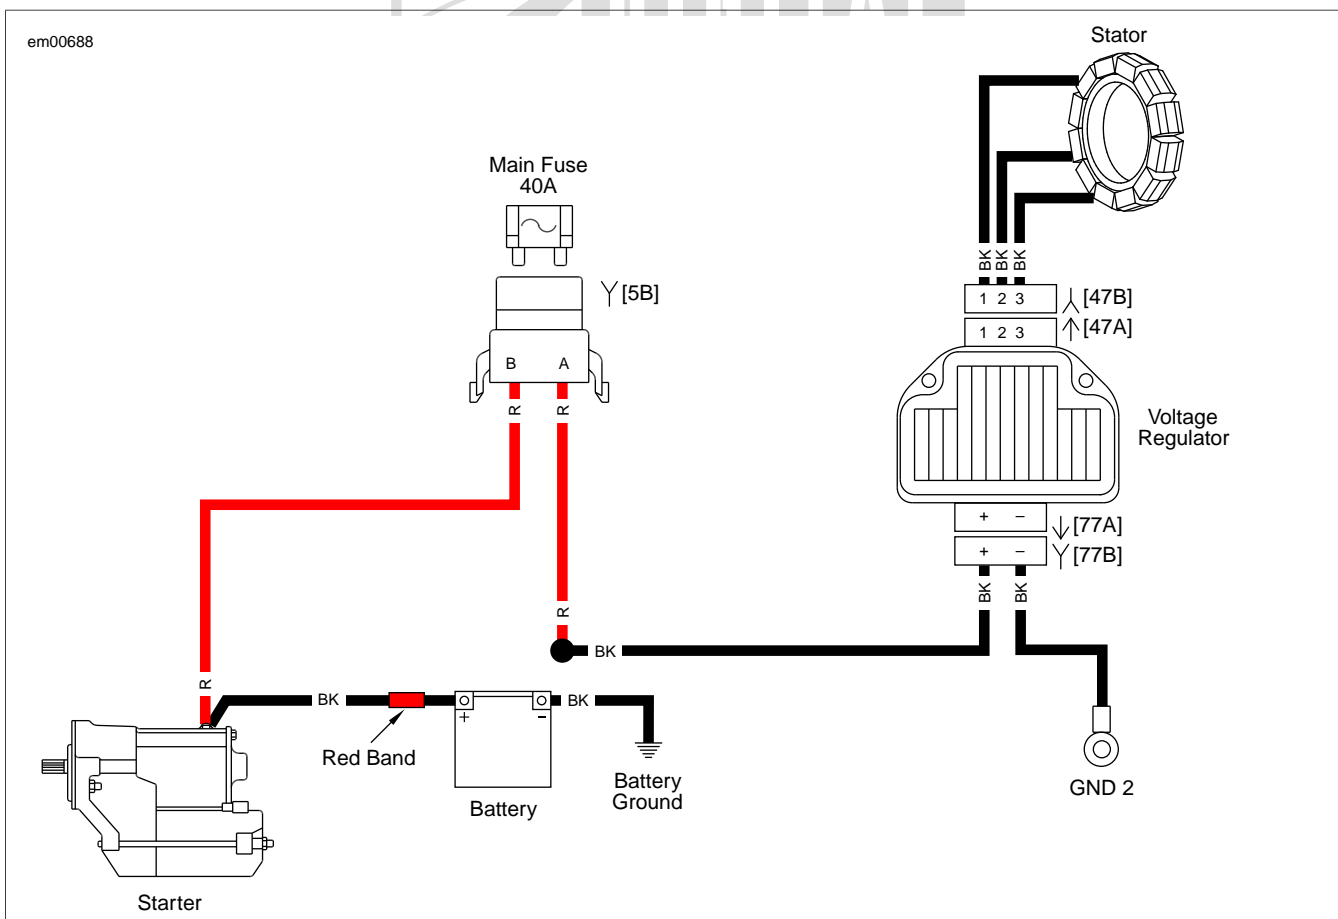 em00688
Stator
Main Fuse
40A
[5B]
BK
BK
BK
1 2 3
[47B]
1 2 3
[47A]
B A
R
R
Voltage
Regulator
+ −
[77A]
+ −
[77B]
BK
BK
R
BK
R
BK
BK
+
−
Red Band
Battery
Battery
Ground
GND 2
Starter